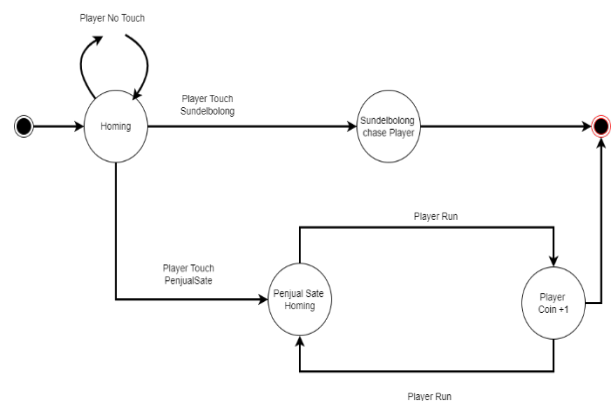 Player No Touch
Homing
Player Touch
Sundelbolong
Sundelbolong
chase Player
Player Run
Player Touch
PenjualSate
Penjual Sate
Homing
Player
Coin +1
Player Run